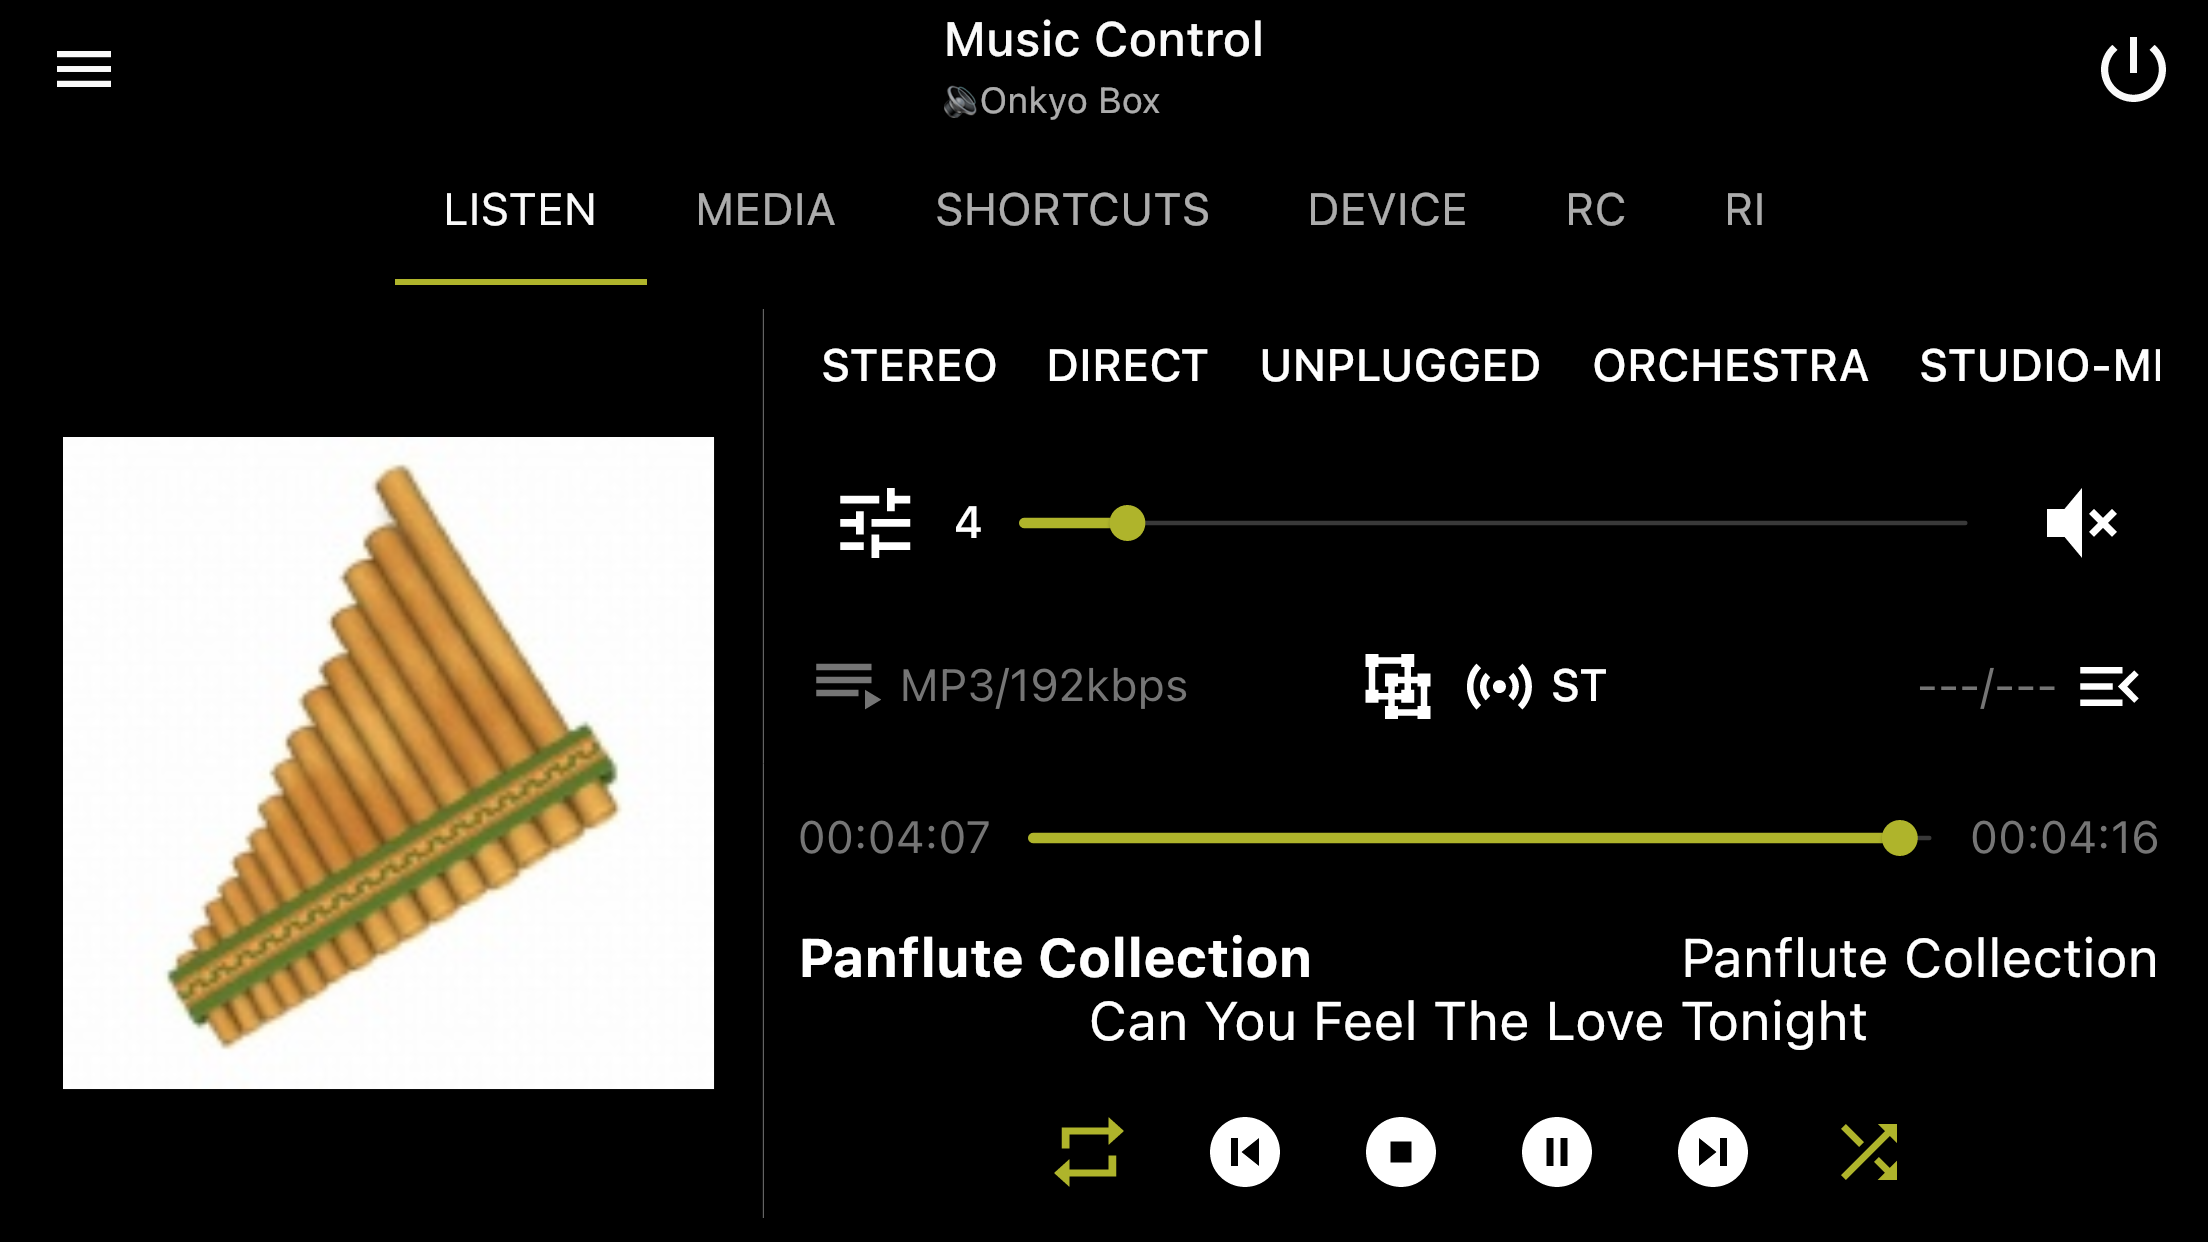 Music Control
Onkyo Box
LISTEN MEDIA SHORTCUTS DEVICE RC RI
STEREO DIRECT UNPLUGGED ORCHESTRA STUDIO-MI
4
MP3/192kbps ST ---/---
00:04:07 00:04:16
Panflute Collection Panflute Collection
Can You Feel The Love Tonight